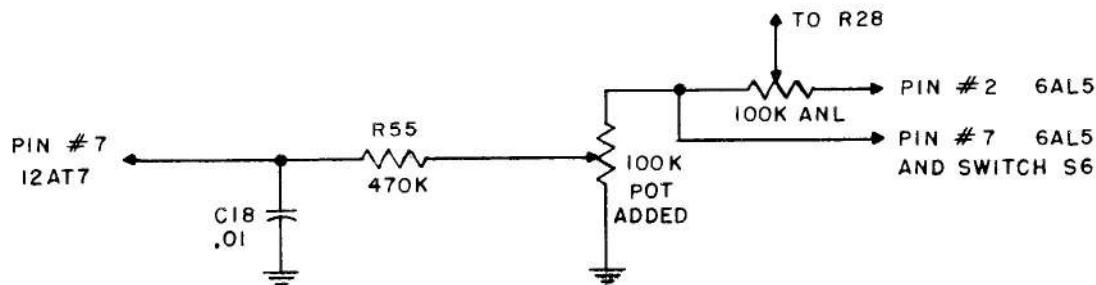 TO R28
PIN #2 6AL5
100K ANL
R55
PIN #7
12AT7
470K
100K
POT
ADDED
PIN #7 6AL5
AND SWITCH S6
C18
.01